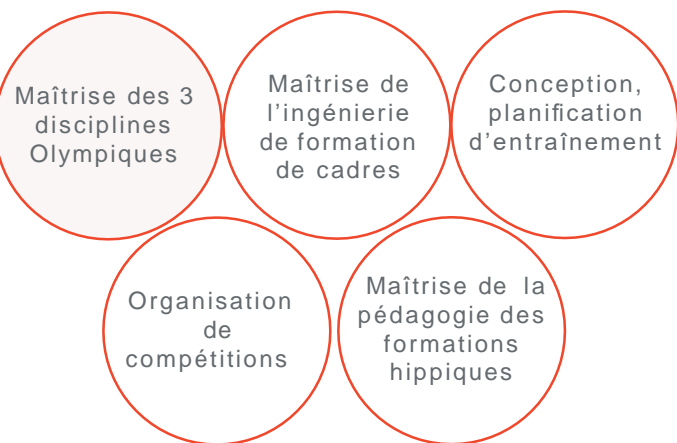 Maîtrise des 3
disciplines
Olympiques
Maîtrise de
l’ingénierie
de formation
de cadres
Conception,
planification
d’entraînement
Organisation
de
compétitions
Maîtrise de la
pédagogie des
formations
hippiques